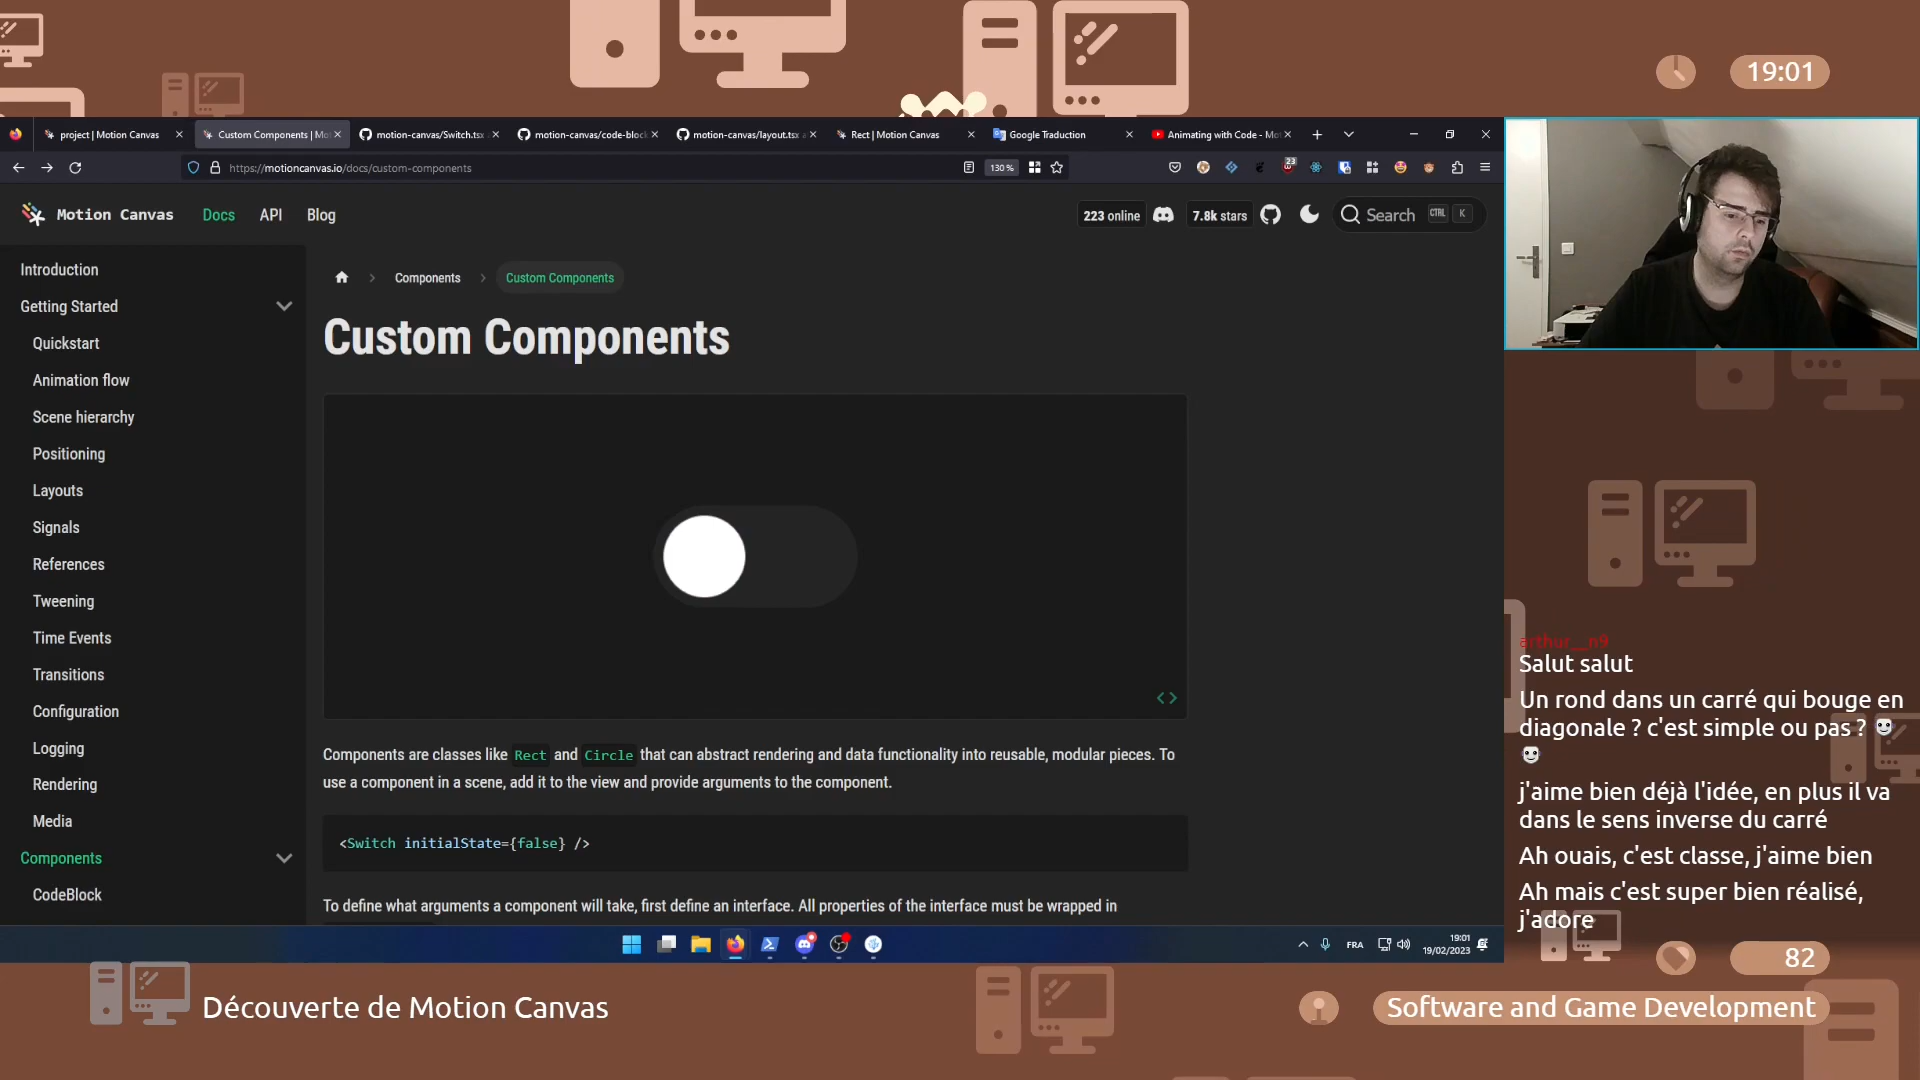 19:01
project | Motion Canvas
Custom Components | Mo
motion-canvas/Switch.tsx
motion-canvas/code-bloc
motion-canvas/layout.tsx a
Rect | Motion Canvas
Google Traduction
Animating with Code - Mot
https://motioncanvas.io/docs/custom-components
130 %
23
Motion Canvas
Docs
API
Blog
223 online
7.8k stars
Search
CTRL
K
Introduction
Getting Started
Quickstart
Animation flow
Scene hierarchy
Positioning
Layouts
Signals
References
Tweening
Time Events
Transitions
Configuration
Logging
Rendering
Media
Components
CodeBlock
Components
Custom Components
Custom Components
<>
Components are classes like Rect and Circle that can abstract rendering and data functionality into reusable, modular pieces. To
use a component in a scene, add it to the view and provide arguments to the component.
<Switch initialState={false} />
To define what arguments a component will take, first define an interface. All properties of the interface must be wrapped in
FRA
19:01
19/02/2023
arthur__n9
Salut salut
Un rond dans un carré qui bouge en
diagonale ? c'est simple ou pas ?
j'aime bien déjà l'idée, en plus il va
dans le sens inverse du carré
Ah ouais, c'est classe, j'aime bien
Ah mais c'est super bien réalisé,
j'adore
82
Découverte de Motion Canvas
Software and Game Development